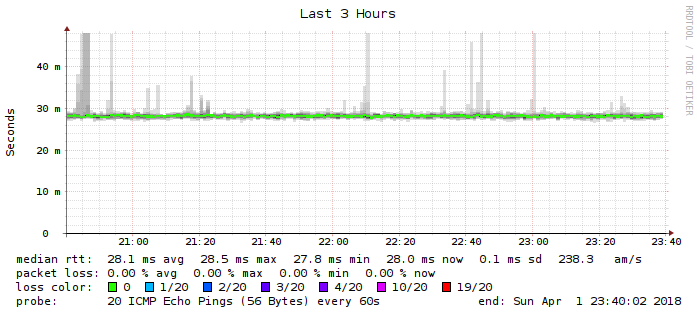 Last 3 Hours
RRDTOOL / TOBI OETIKER
Seconds
40 m
30 m
20 m
10 m
0
21:00 21:20 21:40 22:00 22:20 22:40 23:00 23:20 23:40
median rtt: 28.1 ms avg 28.5 ms max 27.8 ms min 28.0 ms now 0.1 ms sd 238.3 am/s
packet loss: 0.00 % avg 0.00 % max 0.00 % min 0.00 % now
loss color: 0 1/20 2/20 3/20 4/20 10/20 19/20
probe: 20 ICMP Echo Pings (56 Bytes) every 60s end: Sun Apr 1 23:40:02 2018